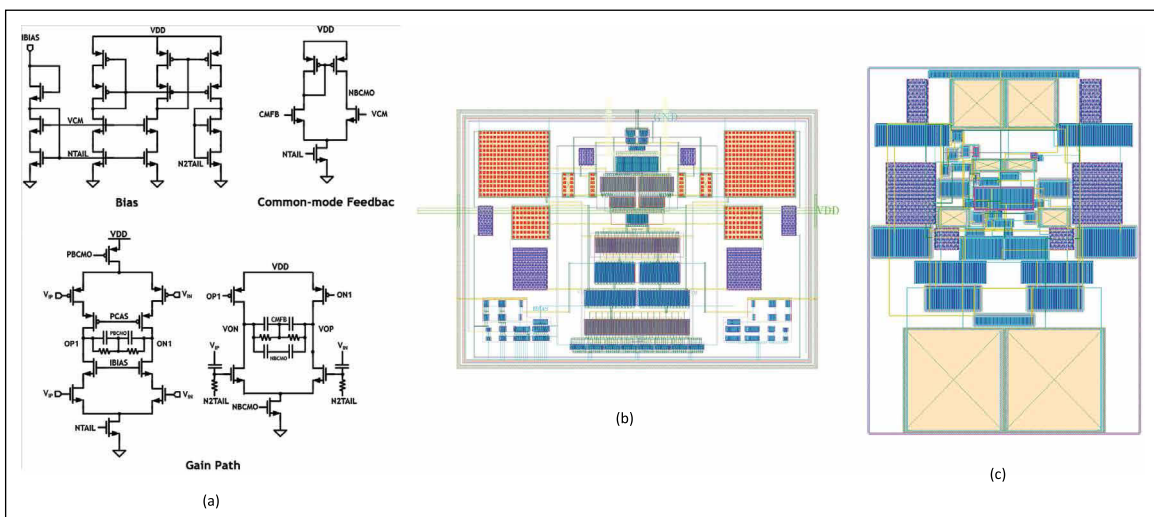 IBIAS
VDD
VCM
NTAIL
N2TAIL
Bias
VDD
NBCMO
CMFB
VCM
NTAIL
Common-mode Feedbac
VDD
PBCMO
VIP
VIN
PCAS
OP1
PBCMO
ON1
IBIAS
VIP
VIN
NTAIL
VDD
OP1
ON1
VON
CMFB
VOP
VIP
NBCMO
VIN
N2TAIL
N2TAIL
NBCMO
Gain Path
(a)
GND
VDD
(b)
(c)